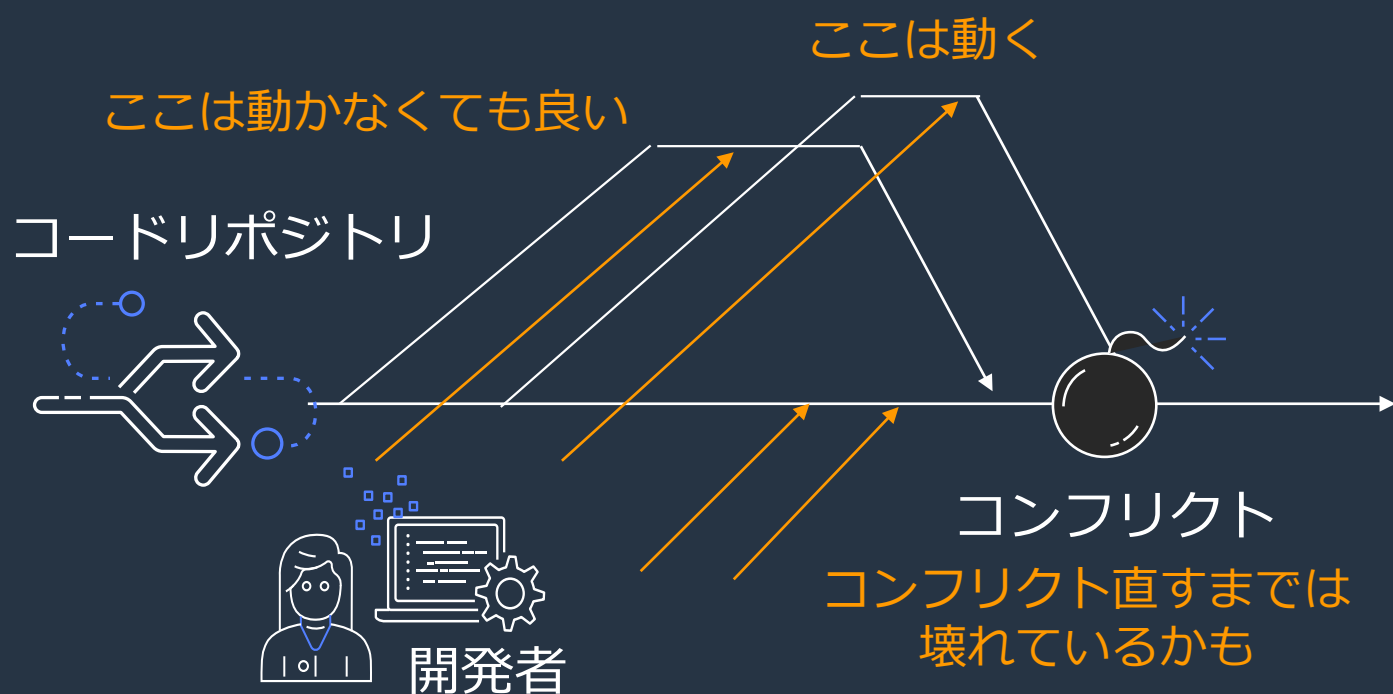 ここは動く
ここは動かなくても良い
コードリポジトリ
コンフリクト
コンフリクト直すまでは
壊れているかも
開発者